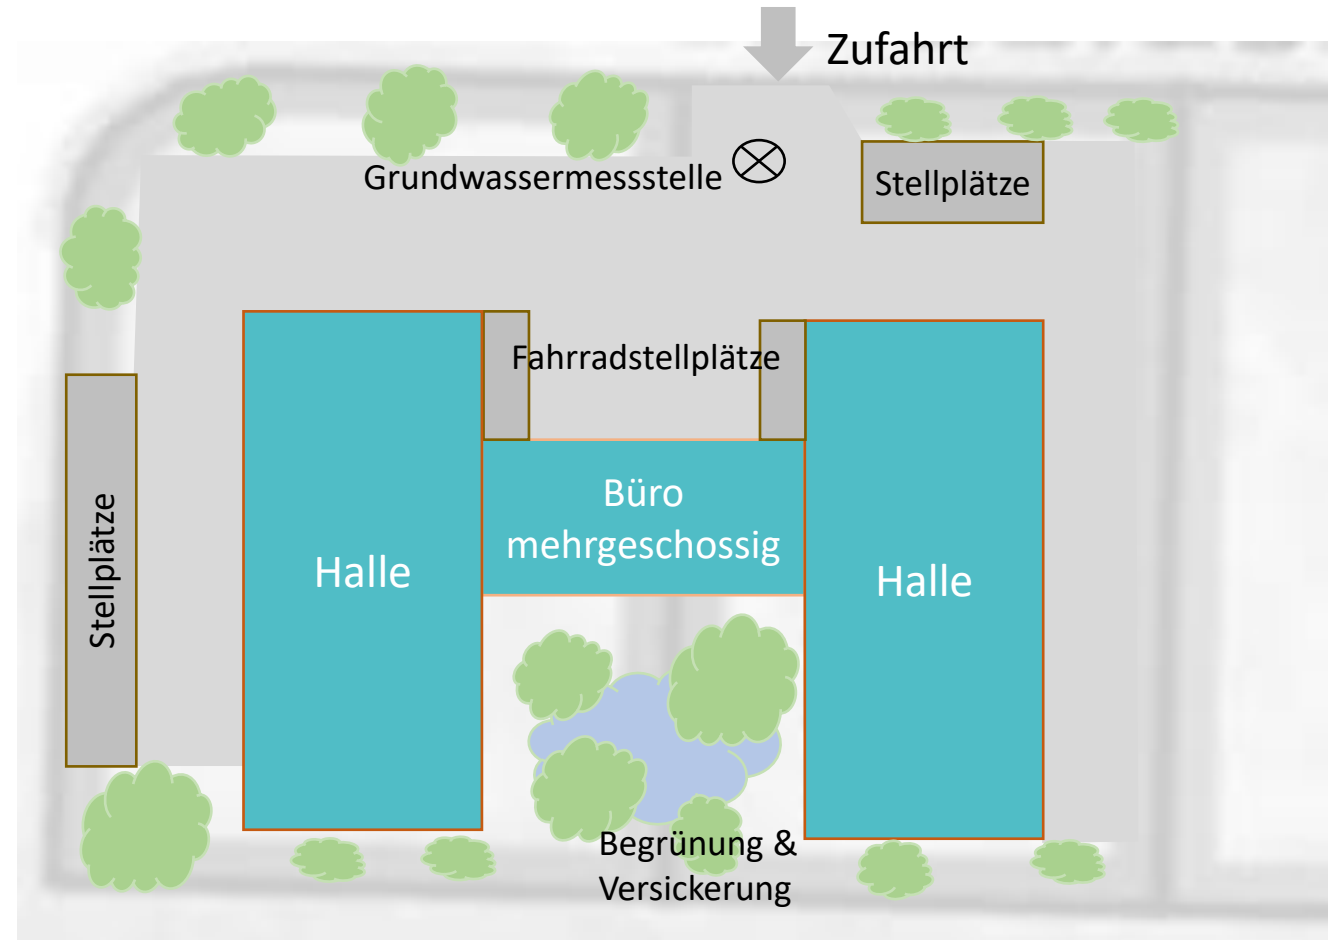 Zufahrt
Grundwassermessstelle
Stellplätze
Fahrradstellplätze
Büro
mehrgeschossig
Stellplätze
Halle
Halle
Begrünung &
Versickerung